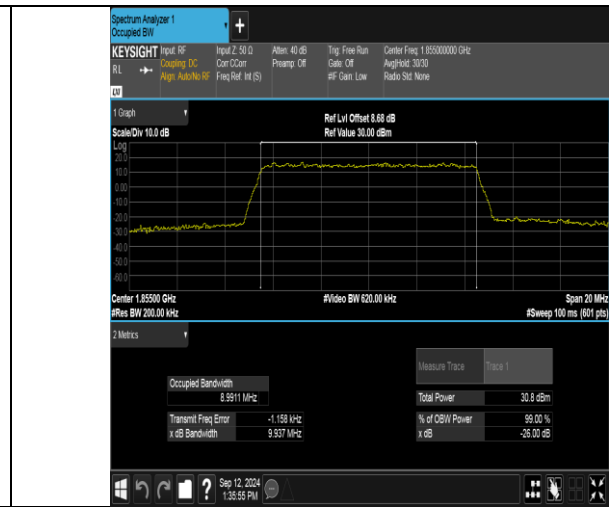 Spectrum Analyzer 1
Occupied BW
+
KEYSIGHT Input: RF Input Z: 50 Ω Atten: 40 dB Trig: Free Run Center Freq: 1.855000000 GHz
RL Coupling: DC Corr CCorr Preamp: Off Gate: Off Avg|Hold: 30/30
Align: Auto/No RF Freq Ref: Int (S) #IF Gain: Low Radio Std: None
LXI
1 Graph
Ref Lvl Offset 8.68 dB
Scale/Div 10.0 dB Ref Value 30.00 dBm
Log
20.0
10.0
0.00
-10.0
-20.0
-30.0
-40.0
-50.0
-60.0
Center 1.85500 GHz #Video BW 620.00 kHz Span 20 MHz
#Res BW 200.00 kHz #Sweep 100 ms (601 pts)
2 Metrics
Measure Trace Trace 1
Occupied Bandwidth
8.9911 MHz
Total Power 30.8 dBm
Transmit Freq Error -1.158 kHz % of OBW Power 99.00 %
x dB Bandwidth 9.937 MHz x dB -26.00 dB
?
Sep 12, 2024
1:35:55 PM